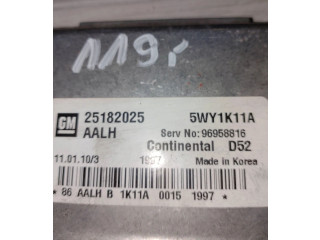 119r
GM 25182025 5WY1K11A
AALH Serv No:96958816
Continental D52
11.01.10/3 1997 Made in Korea
* 86 AALH B 1K11A 0015 1997 *